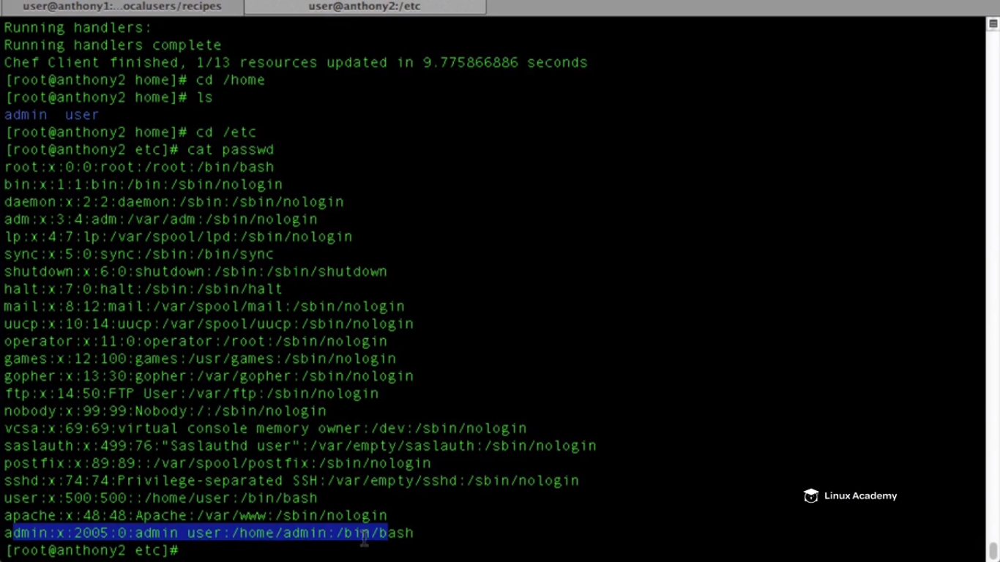 user@anthony1:...ocalusers/recipes
user@anthony2:/etc
Running handlers:
Running handlers complete
Chef Client finished, 1/13 resources updated in 9.775866886 seconds
[root@anthony2 home]# cd /home
[root@anthony2 home]# ls
admin  user
[root@anthony2 home]# cd /etc
[root@anthony2 etc]# cat passwd
root:x:0:0:root:/root:/bin/bash
bin:x:1:1:bin:/bin:/sbin/nologin
daemon:x:2:2:daemon:/sbin:/sbin/nologin
adm:x:3:4:adm:/var/adm:/sbin/nologin
lp:x:4:7:lp:/var/spool/lpd:/sbin/nologin
sync:x:5:0:sync:/sbin:/bin/sync
shutdown:x:6:0:shutdown:/sbin:/sbin/shutdown
halt:x:7:0:halt:/sbin:/sbin/halt
mail:x:8:12:mail:/var/spool/mail:/sbin/nologin
uucp:x:10:14:uucp:/var/spool/uucp:/sbin/nologin
operator:x:11:0:operator:/root:/sbin/nologin
games:x:12:100:games:/usr/games:/sbin/nologin
gopher:x:13:30:gopher:/var/gopher:/sbin/nologin
ftp:x:14:50:FTP User:/var/ftp:/sbin/nologin
nobody:x:99:99:Nobody:/:/sbin/nologin
vcsa:x:69:69:virtual console memory owner:/dev:/sbin/nologin
saslauth:x:499:76:"Saslauthd user":/var/empty/saslauth:/sbin/nologin
postfix:x:89:89::/var/spool/postfix:/sbin/nologin
sshd:x:74:74:Privilege-separated SSH:/var/empty/sshd:/sbin/nologin
user:x:500:500::/home/user:/bin/bash
apache:x:48:48:Apache:/var/www:/sbin/nologin
admin:x:2005:0:admin user:/home/admin:/bin/bash
[root@anthony2 etc]#
Linux Academy